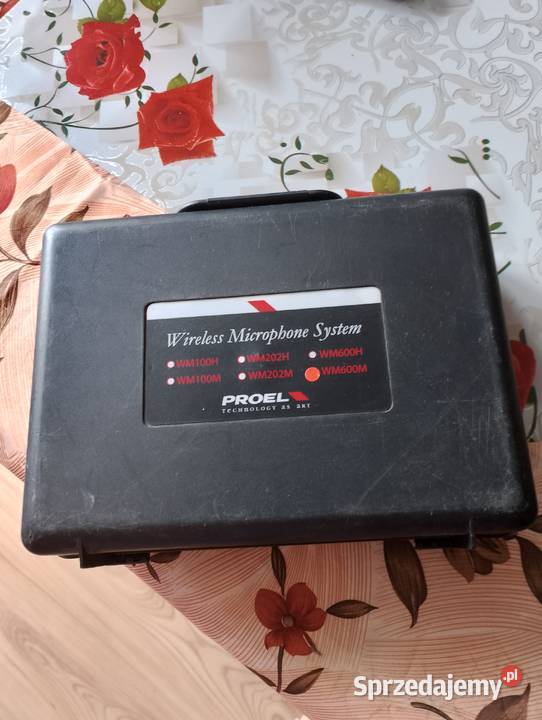 Wireless Microphone System
WM100H WM202H WM600H
WM100M WM202M WM600M
PROEL
TECHNOLOGY AS ART
Sprzedajemy.pl